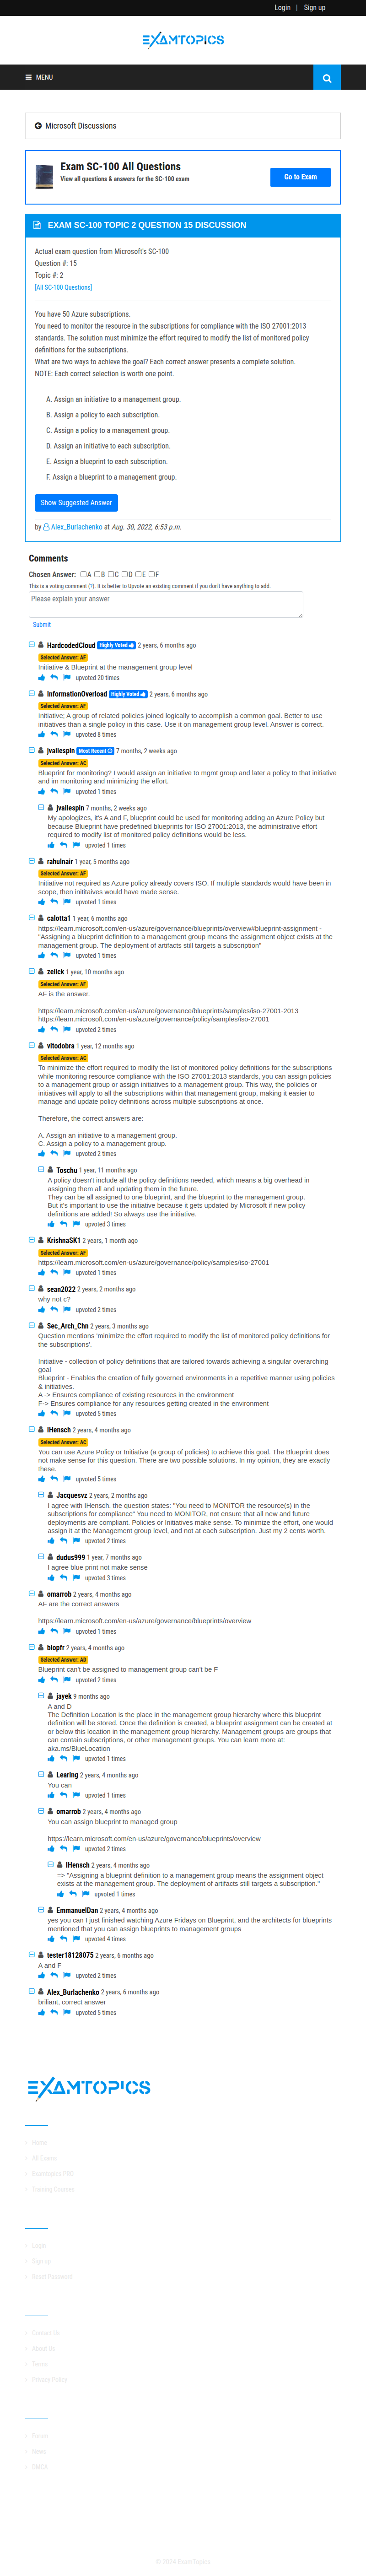 Login | Sign up
EXAMTOPICS
MENU
Microsoft Discussions
Exam SC-100 All Questions
View all questions & answers for the SC-100 exam
Go to Exam
EXAM SC-100 TOPIC 2 QUESTION 15 DISCUSSION
Actual exam question from Microsoft's SC-100
Question #: 15
Topic #: 2
[All SC-100 Questions]
You have 50 Azure subscriptions.
You need to monitor the resource in the subscriptions for compliance with the ISO 27001:2013
standards. The solution must minimize the effort required to modify the list of monitored policy
definitions for the subscriptions.
What are two ways to achieve the goal? Each correct answer presents a complete solution.
NOTE: Each correct selection is worth one point.
A. Assign an initiative to a management group.
B. Assign a policy to each subscription.
C. Assign a policy to a management group.
D. Assign an initiative to each subscription.
E. Assign a blueprint to each subscription.
F. Assign a blueprint to a management group.
Show Suggested Answer
by Alex_Burlachenko at Aug. 30, 2022, 6:53 p.m.
Comments
Chosen Answer: A B C D E F
This is a voting comment (?). It is better to Upvote an existing comment if you don't have anything to add.
Please explain your answer
Submit
HardcodedCloud Highly Voted 2 years, 6 months ago
Selected Answer: AF
Initiative & Blueprint at the management group level
upvoted 20 times
InformationOverload Highly Voted 2 years, 6 months ago
Selected Answer: AF
Initiative; A group of related policies joined logically to accomplish a common goal. Better to use
initiatives than a single policy in this case. Use it on management group level. Answer is correct.
upvoted 8 times
jvallespin Most Recent 7 months, 2 weeks ago
Selected Answer: AC
Blueprint for monitoring? I would assign an initiative to mgmt group and later a policy to that initiative
and im monitoring and minimizing the effort.
upvoted 1 times
jvallespin 7 months, 2 weeks ago
My apologizes, it's A and F, blueprint could be used for monitoring adding an Azure Policy but
because Blueprint have predefined blueprints for ISO 27001:2013, the administrative effort
required to modify list of monitored policy definitions would be less.
upvoted 1 times
rahulnair 1 year, 5 months ago
Selected Answer: AF
Initiative not required as Azure policy already covers ISO. If multiple standards would have been in
scope, then inititaives would have made sense.
upvoted 1 times
calotta1 1 year, 6 months ago
https://learn.microsoft.com/en-us/azure/governance/blueprints/overview#blueprint-assignment -
"Assigning a blueprint definition to a management group means the assignment object exists at the
management group. The deployment of artifacts still targets a subscription"
upvoted 1 times
zellck 1 year, 10 months ago
Selected Answer: AF
AF is the answer.
https://learn.microsoft.com/en-us/azure/governance/blueprints/samples/iso-27001-2013
https://learn.microsoft.com/en-us/azure/governance/policy/samples/iso-27001
upvoted 2 times
vitodobra 1 year, 12 months ago
Selected Answer: AC
To minimize the effort required to modify the list of monitored policy definitions for the subscriptions
while monitoring resource compliance with the ISO 27001:2013 standards, you can assign policies
to a management group or assign initiatives to a management group. This way, the policies or
initiatives will apply to all the subscriptions within that management group, making it easier to
manage and update policy definitions across multiple subscriptions at once.
Therefore, the correct answers are:
A. Assign an initiative to a management group.
C. Assign a policy to a management group.
upvoted 2 times
Toschu 1 year, 11 months ago
A policy doesn't include all the policy definitions needed, which means a big overhead in
assigning them all and updating them in the future.
They can be all assigned to one blueprint, and the blueprint to the management group.
But it's important to use the initiative because it gets updated by Microsoft if new policy
definitions are added! So always use the initiative.
upvoted 3 times
KrishnaSK1 2 years, 1 month ago
Selected Answer: AF
https://learn.microsoft.com/en-us/azure/governance/policy/samples/iso-27001
upvoted 1 times
sean2022 2 years, 2 months ago
why not c?
upvoted 2 times
Sec_Arch_Chn 2 years, 3 months ago
Question mentions 'minimize the effort required to modify the list of monitored policy definitions for
the subscriptions'.
Initiative - collection of policy definitions that are tailored towards achieving a singular overarching
goal
Blueprint - Enables the creation of fully governed environments in a repetitive manner using policies
& initiatives.
A -> Ensures compliance of existing resources in the environment
F-> Ensures compliance for any resources getting created in the environment
upvoted 5 times
IHensch 2 years, 4 months ago
Selected Answer: AC
You can use Azure Policy or Initiative (a group of policies) to achieve this goal. The Blueprint does
not make sense for this question. There are two possible solutions. In my opinion, they are exactly
these.
upvoted 5 times
Jacquesvz 2 years, 2 months ago
I agree with IHensch. the question states: "You need to MONITOR the resource(s) in the
subscriptions for compliance" You need to MONITOR, not ensure that all new and future
deployments are compliant. Policies or Initiatives make sense. To minimize the effort, one would
assign it at the Management group level, and not at each subscription. Just my 2 cents worth.
upvoted 2 times
dudus999 1 year, 7 months ago
I agree blue print not make sense
upvoted 3 times
omarrob 2 years, 4 months ago
AF are the correct answers
https://learn.microsoft.com/en-us/azure/governance/blueprints/overview
upvoted 1 times
blopfr 2 years, 4 months ago
Selected Answer: AD
Blueprint can't be assigned to management group can't be F
upvoted 2 times
jayek 9 months ago
A and D
The Definition Location is the place in the management group hierarchy where this blueprint
definition will be stored. Once the definition is created, a blueprint assignment can be created at
or below this location in the management group hierarchy. Management groups are groups that
can contain subscriptions, or other management groups. You can learn more at:
aka.ms/BlueLocation
upvoted 1 times
Learing 2 years, 4 months ago
You can
upvoted 1 times
omarrob 2 years, 4 months ago
You can assign blueprint to managed group
https://learn.microsoft.com/en-us/azure/governance/blueprints/overview
upvoted 2 times
IHensch 2 years, 4 months ago
=> "Assigning a blueprint definition to a management group means the assignment object
exists at the management group. The deployment of artifacts still targets a subscription."
upvoted 1 times
EmmanuelDan 2 years, 4 months ago
yes you can I just finished watching Azure Fridays on Blueprint, and the architects for blueprints
mentioned that you can assign blueprints to management groups
upvoted 4 times
tester18128075 2 years, 6 months ago
A and F
upvoted 2 times
Alex_Burlachenko 2 years, 6 months ago
briliant, correct answer
upvoted 5 times
EXAMTOPICS
Home
All Exams
Examtopics PRO
Training Courses
Login
Sign up
Reset Password
Contact Us
About Us
Terms
Privacy Policy
Forum
News
DMCA
© 2024 ExamTopics